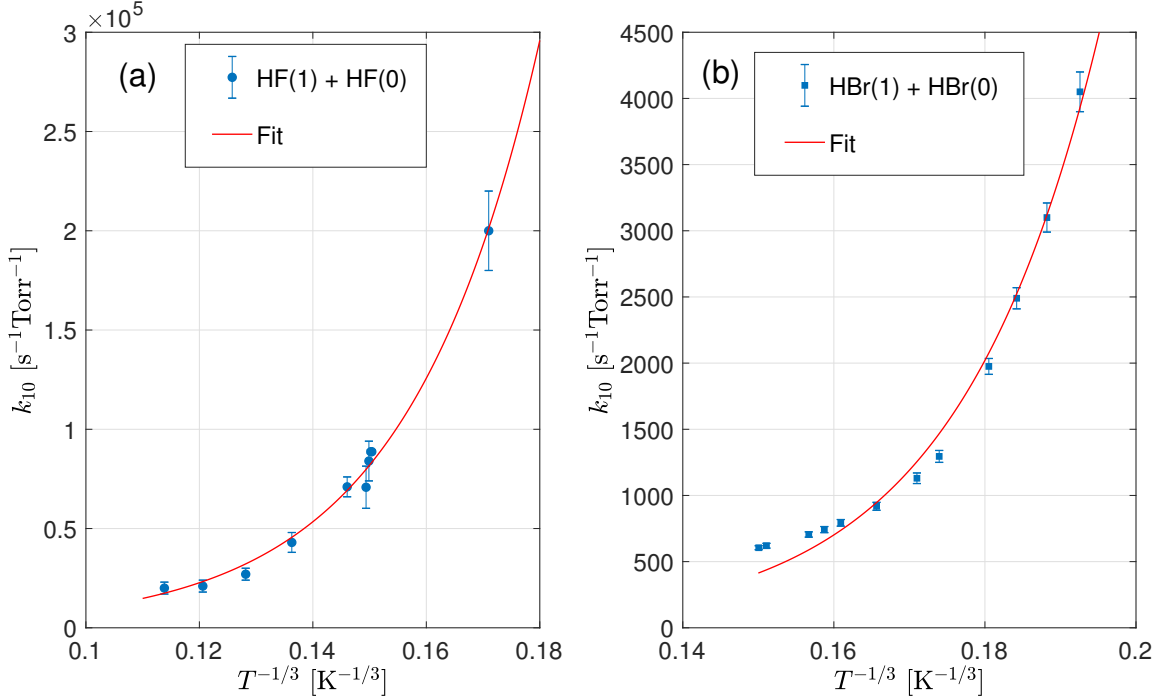 ×10⁵
(a)
HF(1) + HF(0)
Fit
3
2.5
2
1.5
1
0.5
0
k₁₀ [s⁻¹Torr⁻¹]
0.1 0.12 0.14 0.16 0.18
T⁻¹/³ [K⁻¹/³]
(b)
HBr(1) + HBr(0)
Fit
4500
4000
3500
3000
2500
2000
1500
1000
500
0
k₁₀ [s⁻¹Torr⁻¹]
0.14 0.16 0.18 0.2
T⁻¹/³ [K⁻¹/³]